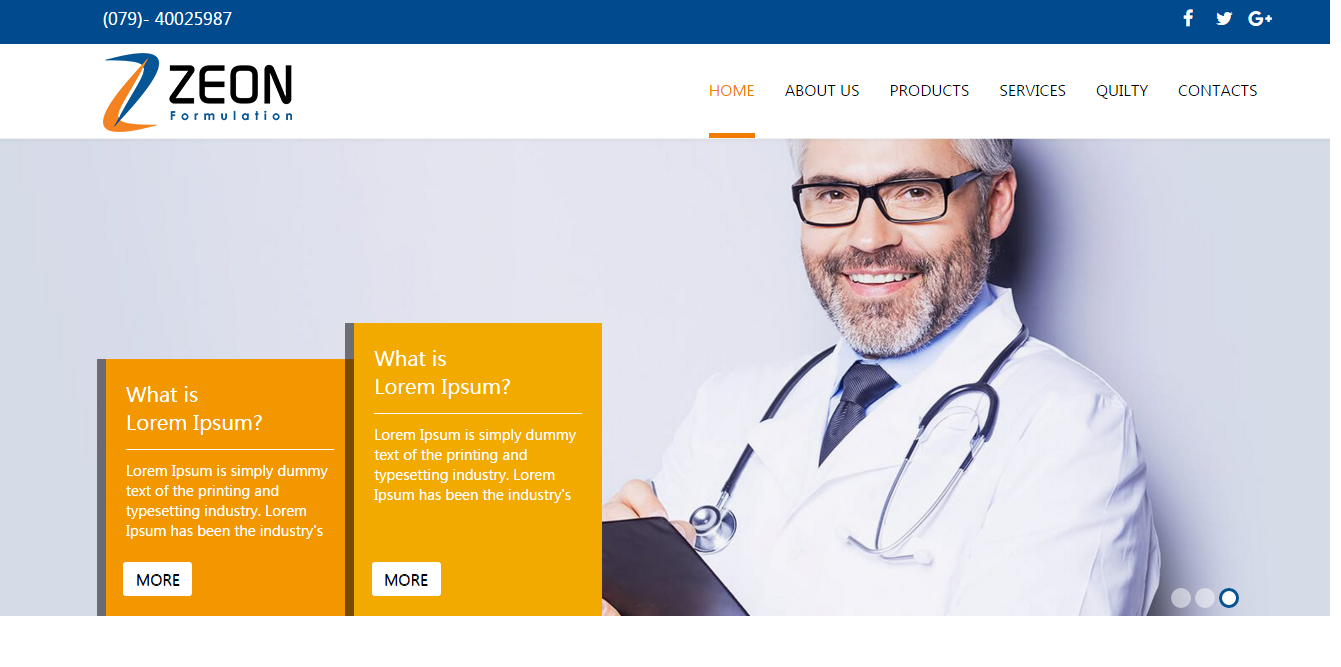 (079)- 40025987
ZEON
Formulation
HOME ABOUT US PRODUCTS SERVICES QUILTY CONTACTS
What is
Lorem Ipsum?
Lorem Ipsum is simply dummy
text of the printing and
typesetting industry. Lorem
Ipsum has been the industry's
MORE
What is
Lorem Ipsum?
Lorem Ipsum is simply dummy
text of the printing and
typesetting industry. Lorem
Ipsum has been the industry's
MORE